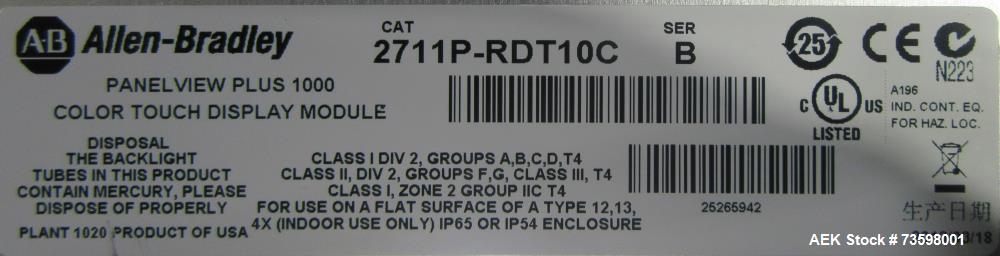 A-B Allen-Bradley
CAT SER
2711P-RDT10C B
PANELVIEW PLUS 1000
COLOR TOUCH DISPLAY MODULE
25
CE
N223
c UL US
LISTED
A196
IND. CONT. EQ.
FOR HAZ. LOC.
DISPOSAL
THE BACKLIGHT
TUBES IN THIS PRODUCT
CONTAIN MERCURY, PLEASE
DISPOSE OF PROPERLY
PLANT 1020 PRODUCT OF USA
CLASS I DIV 2, GROUPS A,B,C,D,T4
CLASS II, DIV 2, GROUPS F,G, CLASS III, T4
CLASS I, ZONE 2 GROUP IIC T4
FOR USE ON A FLAT SURFACE OF A TYPE 12,13,
4X (INDOOR USE ONLY) IP65 OR IP54 ENCLOSURE
25265942
生产日期
AEK Stock # 73598001